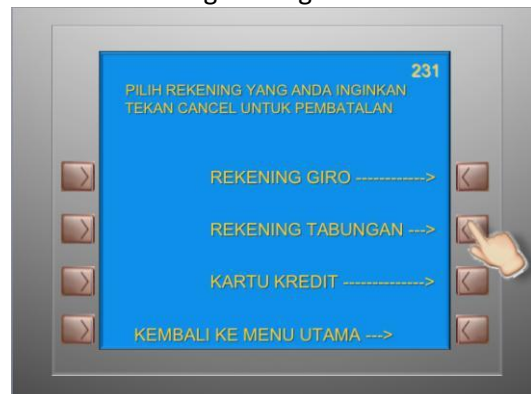 231
PILIH REKENING YANG ANDA INGINKAN
TEKAN CANCEL UNTUK PEMBATALAN
REKENING GIRO ------------>
REKENING TABUNGAN --->
KARTU KREDIT -------------->
KEMBALI KE MENU UTAMA --->